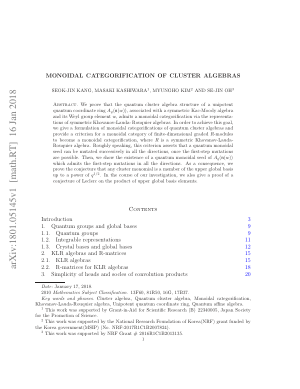 arXiv:1801.05145v1 [math.RT] 16 Jan 2018
MONOIDAL CATEGORIFICATION OF CLUSTER ALGEBRAS
SEOK-JIN KANG, MASAKI KASHIWARA¹, MYUNGHO KIM² AND SE-JIN OH³
Abstract. We prove that the quantum cluster algebra structure of a unipotent
quantum coordinate ring A_q(n(w)), associated with a symmetric Kac-Moody algebra
and its Weyl group element w, admits a monoidal categorification via the representa-
tions of symmetric Khovanov-Lauda-Rouquier algebras. In order to achieve this goal,
we give a formulation of monoidal categorifications of quantum cluster algebras and
provide a criterion for a monoidal category of finite-dimensional graded R-modules
to become a monoidal categorification, where R is a symmetric Khovanov-Lauda-
Rouquier algebra. Roughly speaking, this criterion asserts that a quantum monoidal
seed can be mutated successively in all the directions, once the first-step mutations
are possible. Then, we show the existence of a quantum monoidal seed of A_q(n(w))
which admits the first-step mutations in all the directions. As a consequence, we
prove the conjecture that any cluster monomial is a member of the upper global basis
up to a power of q^{1/2}. In the course of our investigation, we also give a proof of a
conjecture of Leclerc on the product of upper global basis elements.
Contents
Introduction 3
1. Quantum groups and global bases 9
1.1. Quantum groups 9
1.2. Integrable representations 11
1.3. Crystal bases and global bases 12
2. KLR algebras and R-matrices 15
2.1. KLR algebras 15
2.2. R-matrices for KLR algebras 18
3. Simplicity of heads and socles of convolution products 20
Date: January 17, 2018.
2010 Mathematics Subject Classification. 13F60, 81R50, 16G, 17B37.
Key words and phrases. Cluster algebra, Quantum cluster algebra, Monoidal categorification,
Khovanov-Lauda-Rouquier algebra, Unipotent quantum coordinate ring, Quantum affine algebra.
¹ This work was supported by Grant-in-Aid for Scientific Research (B) 22340005, Japan Society
for the Promotion of Science.
² This work was supported by the National Research Foundation of Korea(NRF) grant funded by
the Korea government(MSIP) (No. NRF-2017R1C1B2007824).
³ This work was supported by NRF Grant # 2016R1C1B2013135.
1